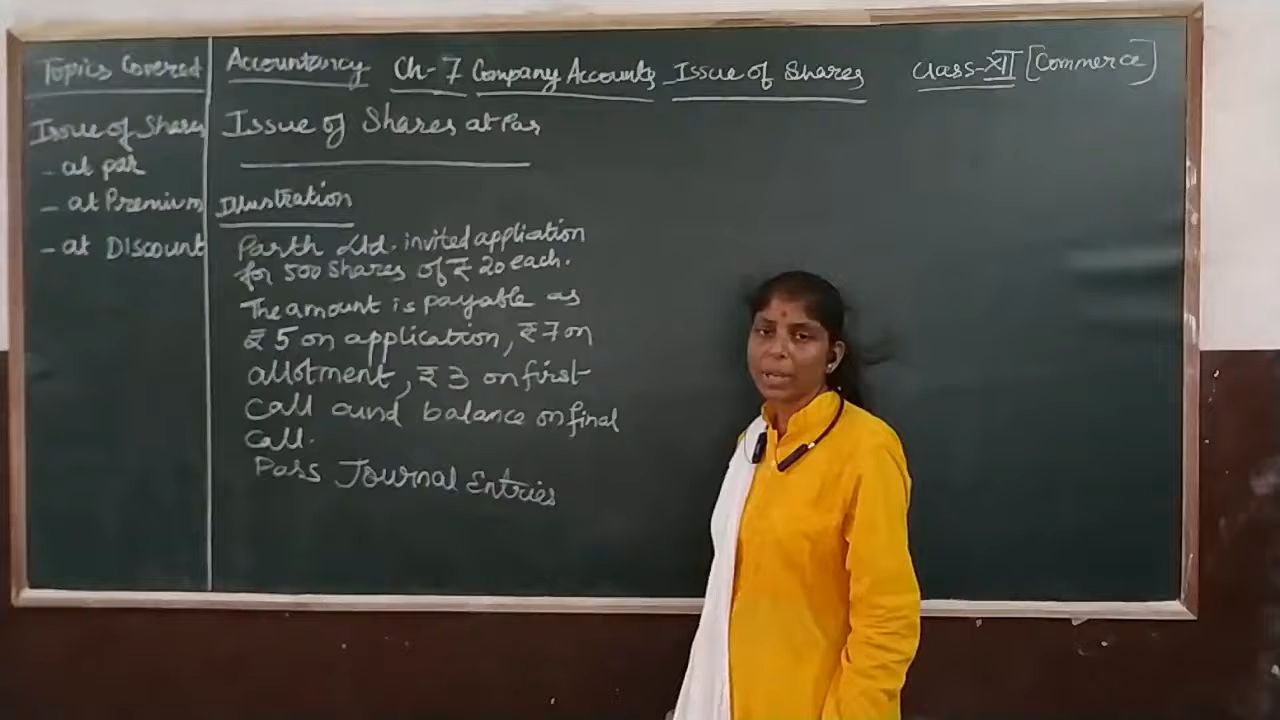 Topics Covered
Issue of Shares
- at par
- at Premium
- at Discount
Accountancy Ch-7 Company Accounts Issue of Shares Class-XII [Commerce]
Issue of Shares at Par
Illustration
Parth Ltd. invited application
for 500 shares of ₹ 20 each.
The amount is payable as
₹ 5 on application, ₹ 7 on
allotment, ₹ 3 on first
call and balance on final
call.
Pass Journal Entries